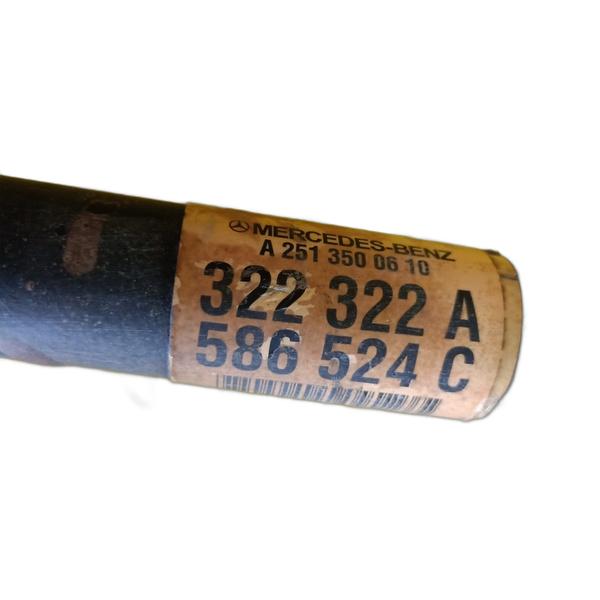 MERCEDES-BENZ
A 251 350 06 10
322 322 A
586 524 C